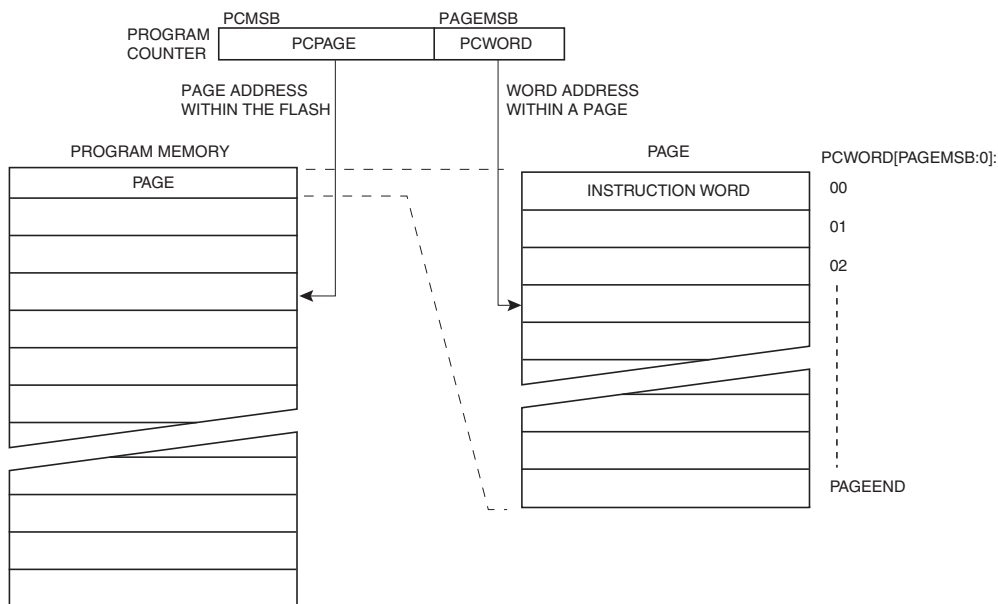 PCMSB
PAGEMSB
PROGRAM
COUNTER
PCPAGE
PCWORD
PAGE ADDRESS
WITHIN THE FLASH
WORD ADDRESS
WITHIN A PAGE
PROGRAM MEMORY
PAGE
PCWORD[PAGEMSB:0]:
PAGE
INSTRUCTION WORD
00
01
02
PAGEEND